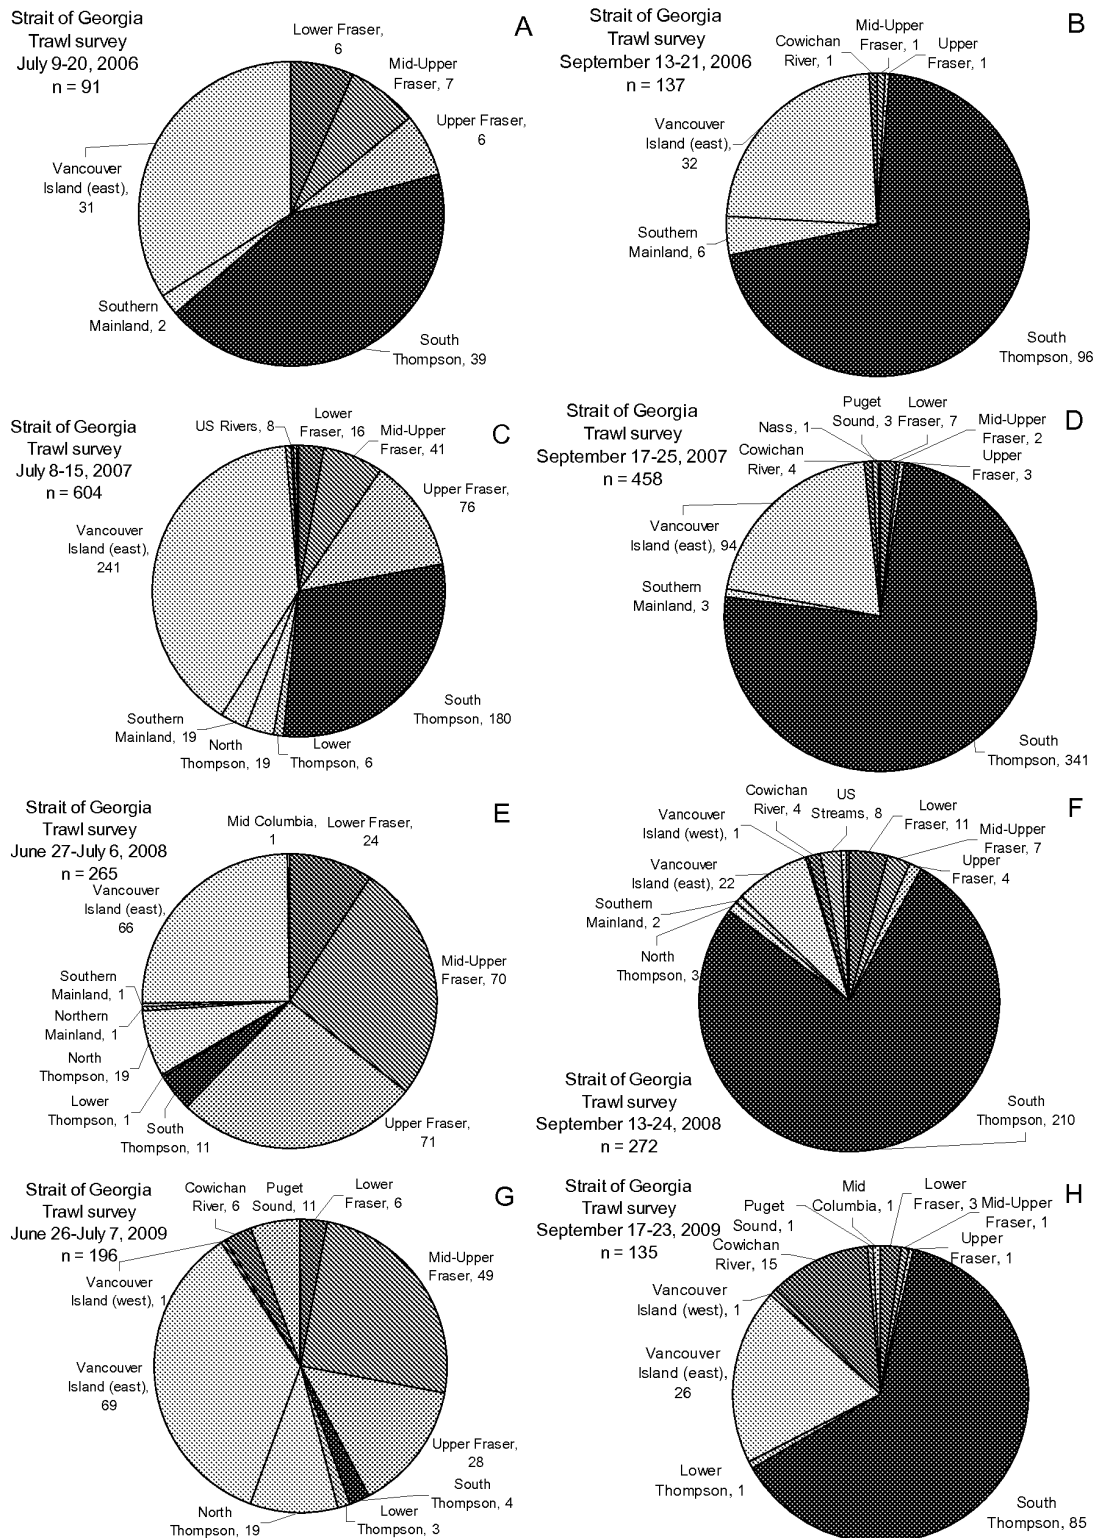 Strait of Georgia
Trawl survey
July 9-20, 2006
n = 91
A
Lower Fraser,
6
Mid-Upper
Fraser, 7
Upper Fraser,
6
Vancouver
Island (east),
31
Southern
Mainland, 2
South
Thompson, 39
Strait of Georgia
Trawl survey
September 13-21, 2006
n = 137
B
Cowichan
River, 1
Mid-Upper
Fraser, 1
Upper
Fraser, 1
Vancouver
Island (east),
32
Southern
Mainland, 6
South
Thompson, 96
Strait of Georgia
Trawl survey
July 8-15, 2007
n = 604
C
US Rivers, 8
Lower
Fraser, 16
Mid-Upper
Fraser, 41
Upper Fraser,
76
Vancouver
Island (east),
241
South
Thompson, 180
Southern
Mainland, 19
North
Thompson, 19
Lower
Thompson, 6
Strait of Georgia
Trawl survey
September 17-25, 2007
n = 458
D
Nass, 1
Puget
Sound, 3
Lower
Fraser, 7
Mid-Upper
Fraser, 2
Upper
Fraser, 3
Cowichan
River, 4
Vancouver
Island (east), 94
Southern
Mainland, 3
South
Thompson, 341
Strait of Georgia
Trawl survey
June 27-July 6, 2008
n = 265
E
Mid Columbia,
1
Lower Fraser,
24
Vancouver
Island (east),
66
Mid-Upper
Fraser, 70
Southern
Mainland, 1
Northern
Mainland, 1
North
Thompson, 19
Lower
Thompson, 1
South
Thompson, 11
Upper Fraser,
71
F
Cowichan
River, 4
US
Streams, 8
Lower
Fraser, 11
Mid-Upper
Fraser, 7
Upper
Fraser, 4
Vancouver
Island (west), 1
Vancouver
Island (east), 22
Southern
Mainland, 2
North
Thompson, 3
Strait of Georgia
Trawl survey
September 13-24, 2008
n = 272
South
Thompson, 210
Strait of Georgia
Trawl survey
June 26-July 7, 2009
n = 196
G
Cowichan
River, 6
Puget
Sound, 11
Lower
Fraser, 6
Mid-Upper
Fraser, 49
Vancouver
Island (west), 1
Vancouver
Island (east),
69
Upper Fraser,
28
South
Thompson, 4
Lower
Thompson, 3
North
Thompson, 19
Strait of Georgia
Trawl survey
September 17-23, 2009
n = 135
H
Puget
Sound, 1
Mid
Columbia, 1
Lower
Fraser, 3
Mid-Upper
Fraser, 1
Upper
Fraser, 1
Cowichan
River, 15
Vancouver
Island (west), 1
Vancouver
Island (east),
26
Lower
Thompson, 1
South
Thompson, 85